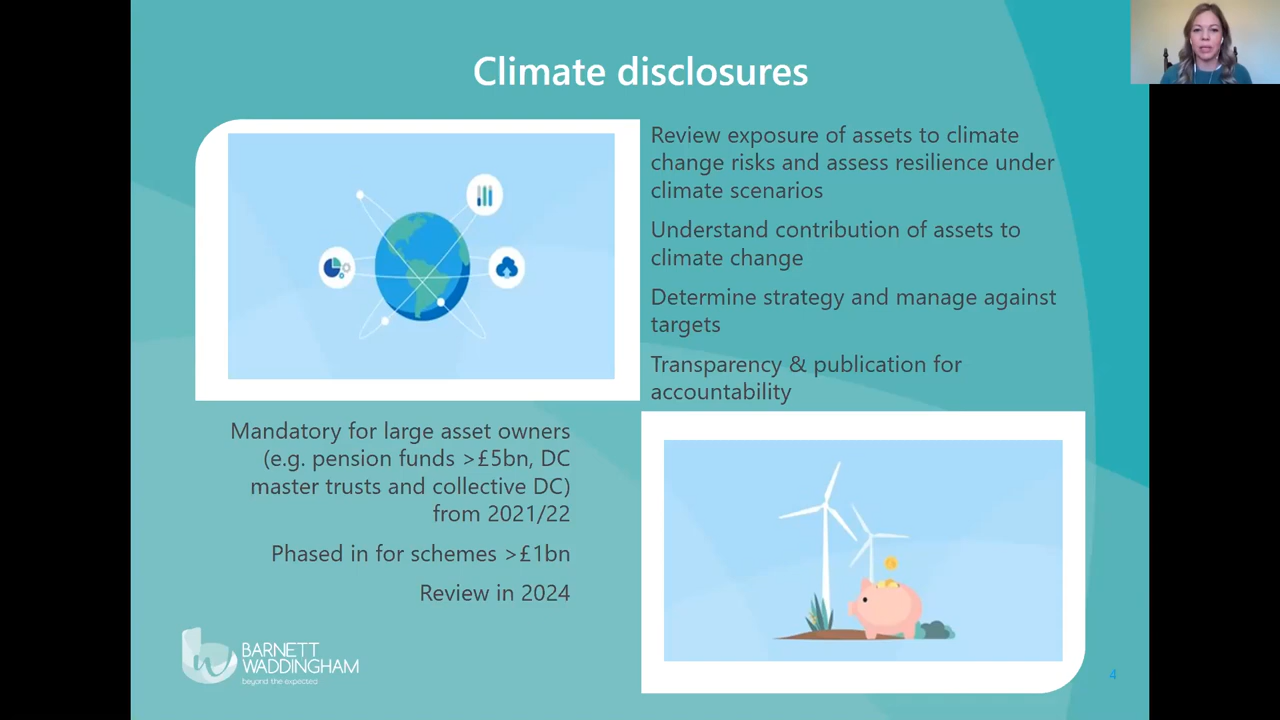 Climate disclosures
Review exposure of assets to climate
change risks and assess resilience under
climate scenarios
Understand contribution of assets to
climate change
Determine strategy and manage against
targets
Transparency & publication for
accountability
Mandatory for large asset owners
(e.g. pension funds >£5bn, DC
master trusts and collective DC)
from 2021/22
Phased in for schemes >£1bn
Review in 2024
BARNETT
WADDINGHAM
beyond the expected
4